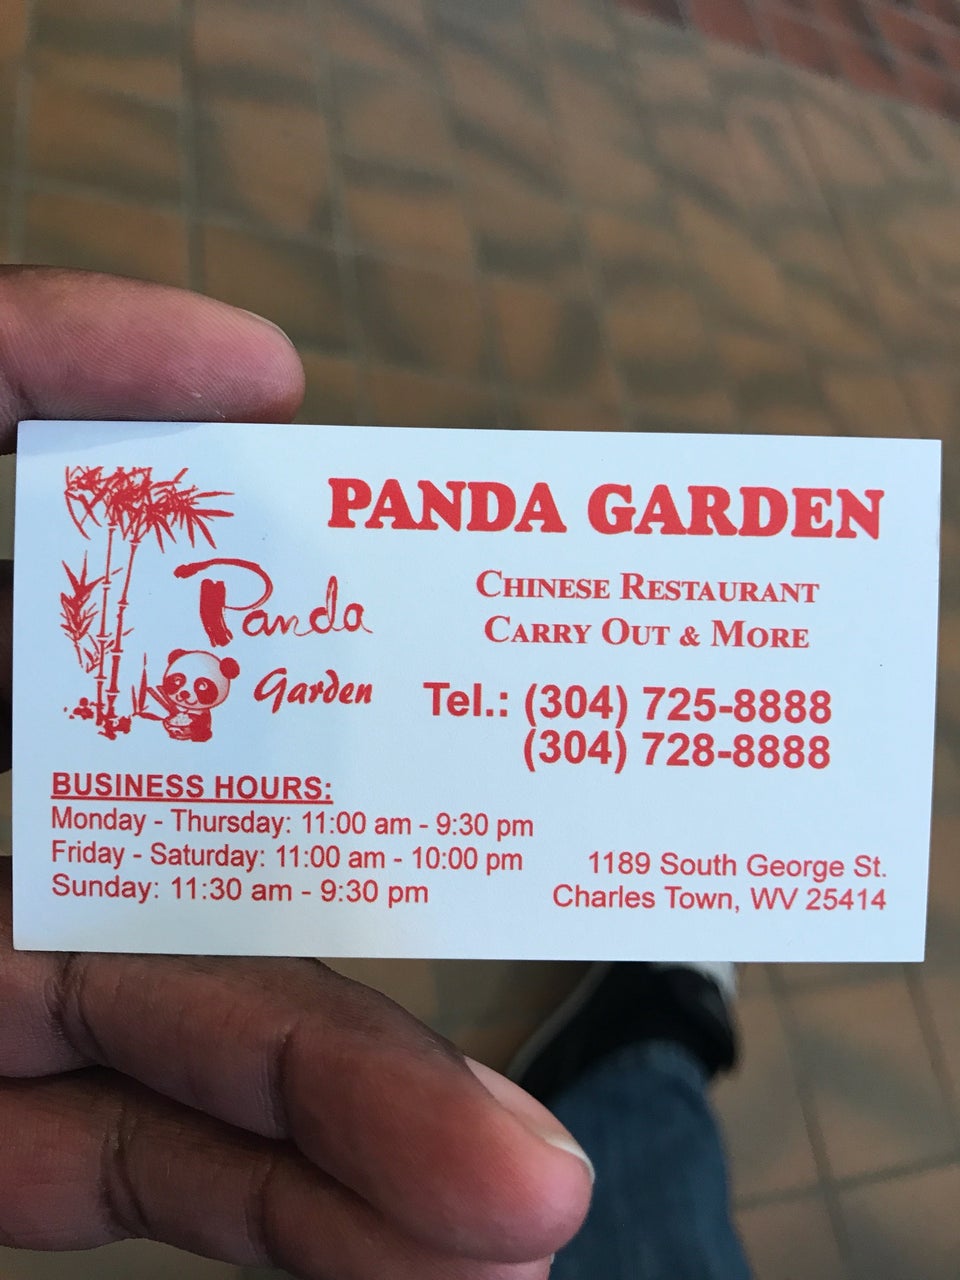 PANDA GARDEN
Panda
Garden
CHINESE RESTAURANT
CARRY OUT & MORE
Tel.: (304) 725-8888
(304) 728-8888
BUSINESS HOURS:
Monday - Thursday: 11:00 am - 9:30 pm
Friday - Saturday: 11:00 am - 10:00 pm
Sunday: 11:30 am - 9:30 pm
1189 South George St.
Charles Town, WV 25414